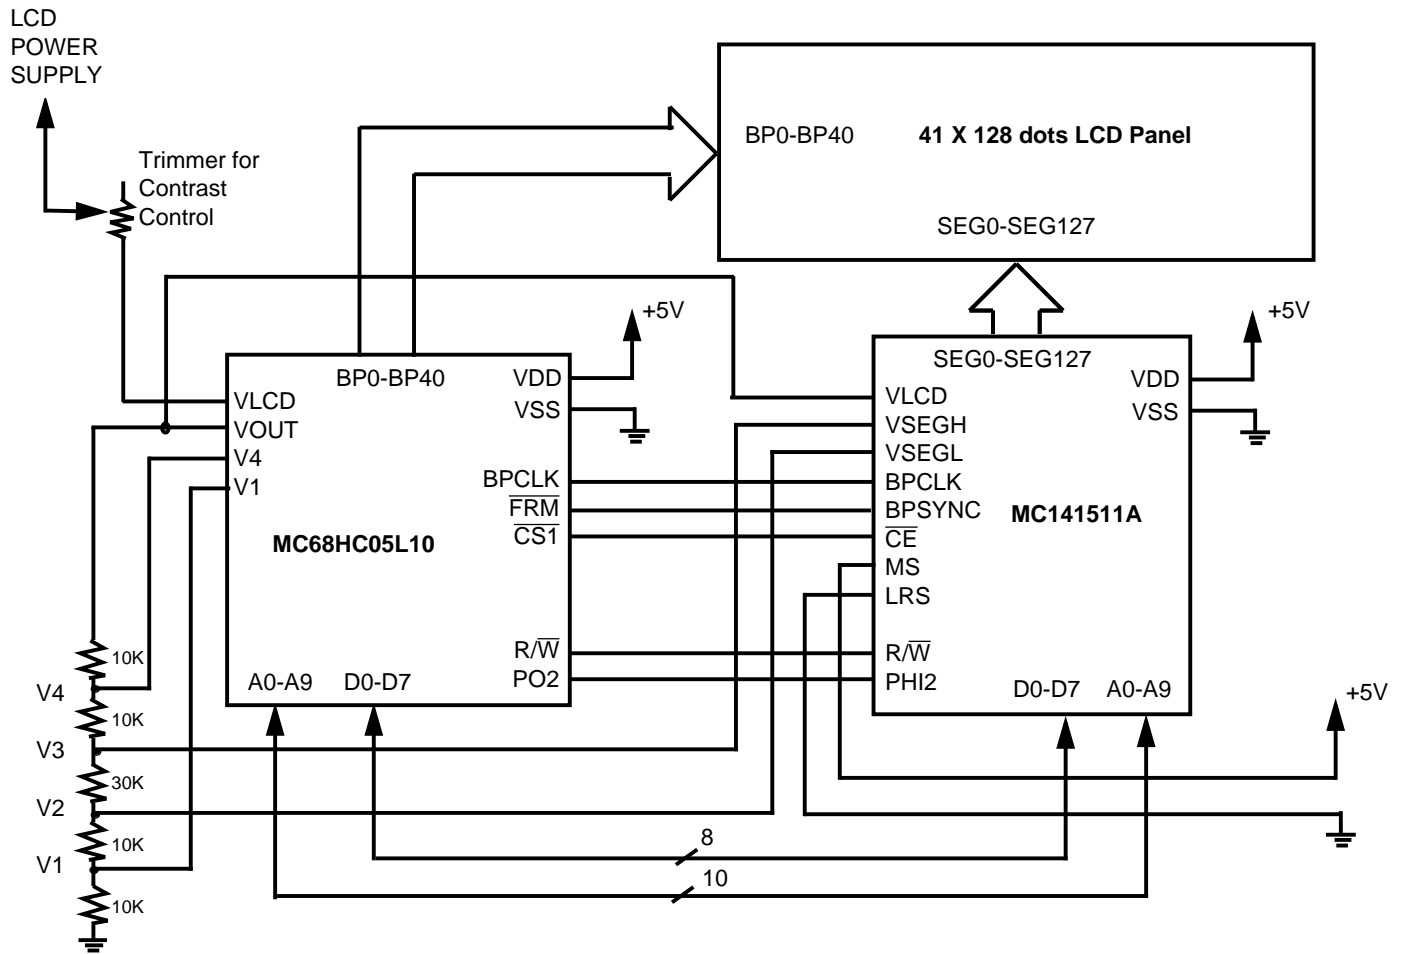 LCD
POWER
SUPPLY
Trimmer for
Contrast
Control
BP0-BP40
41 X 128 dots LCD Panel
SEG0-SEG127
+5V
+5V
BP0-BP40
VDD
VSS
VLCD
VOUT
V4
V1
BPCLK
F̅R̅M̅
C̅S̅1̅
MC68HC05L10
R/W̅
PO2
A0-A9
D0-D7
SEG0-SEG127
VDD
VSS
VLCD
VSEGH
VSEGL
BPCLK
BPSYNC
C̅E̅
MS
LRS
MC141511A
R/W̅
PHI2
D0-D7
A0-A9
+5V
10K
V4
10K
V3
30K
V2
10K
V1
10K
8
10